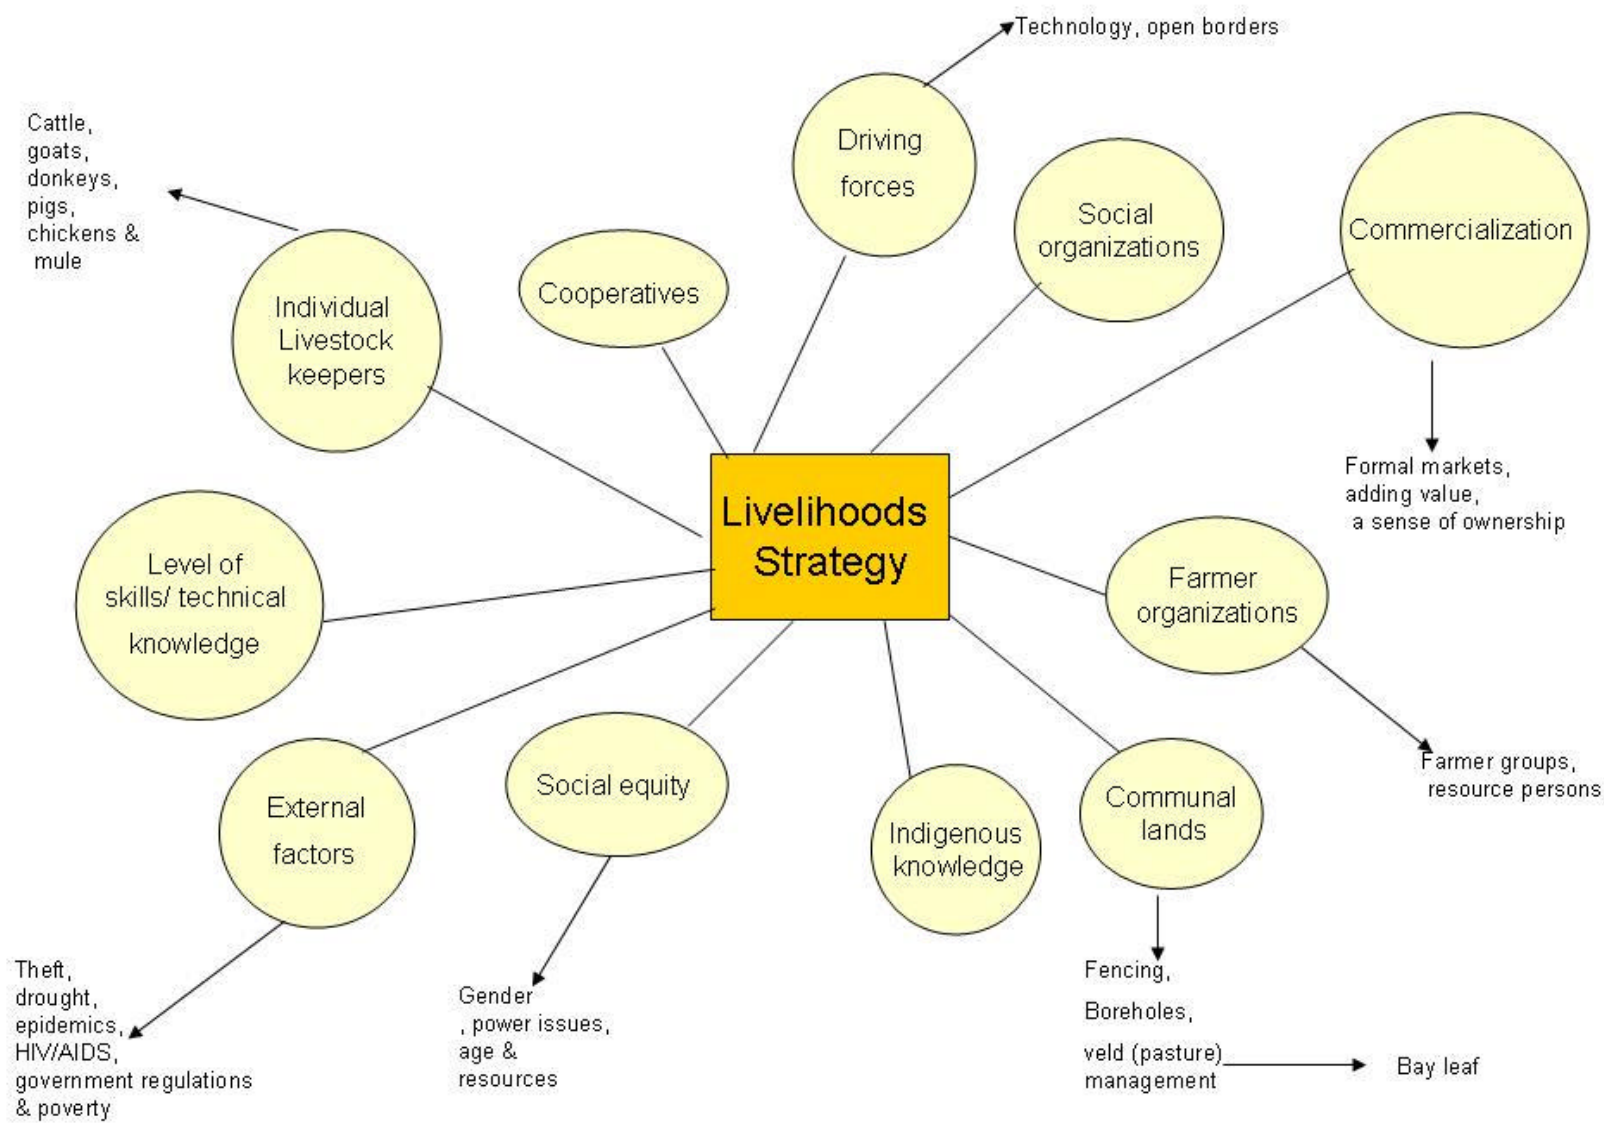 Technology, open borders
Driving
forces
Cattle,
goats,
donkeys,
pigs,
chickens &
mule
Social
organizations
Commercialization
Cooperatives
Individual
Livestock
keepers
Formal markets,
adding value,
a sense of ownership
Livelihoods
Strategy
Level of
skills/ technical
knowledge
Farmer
organizations
Farmer groups,
resource persons
External
factors
Social equity
Indigenous
knowledge
Communal
lands
Theft,
drought,
epidemics,
HIV/AIDS,
government regulations
& poverty
Gender
, power issues,
age &
resources
Fencing,
Boreholes,
veld (pasture)
management
Bay leaf